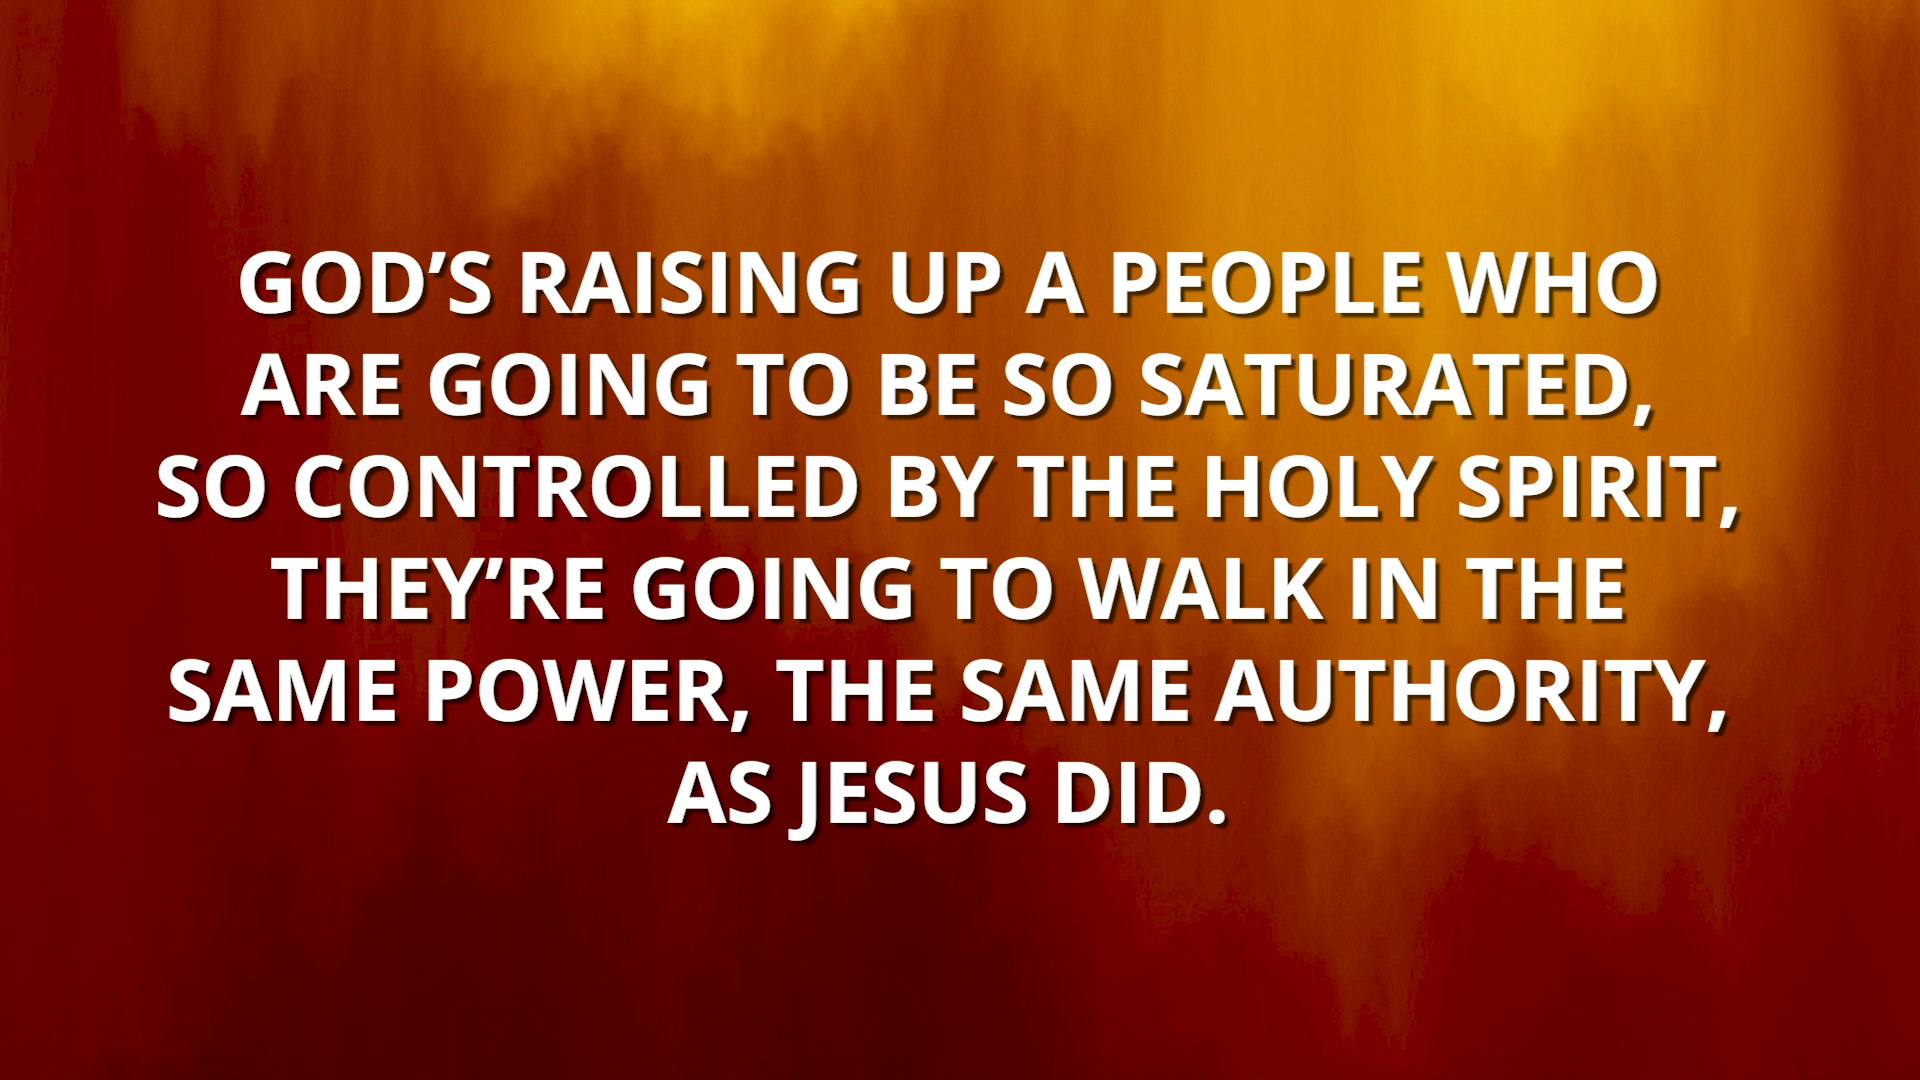 GOD’S RAISING UP A PEOPLE WHO
ARE GOING TO BE SO SATURATED,
SO CONTROLLED BY THE HOLY SPIRIT,
THEY’RE GOING TO WALK IN THE
SAME POWER, THE SAME AUTHORITY,
AS JESUS DID.